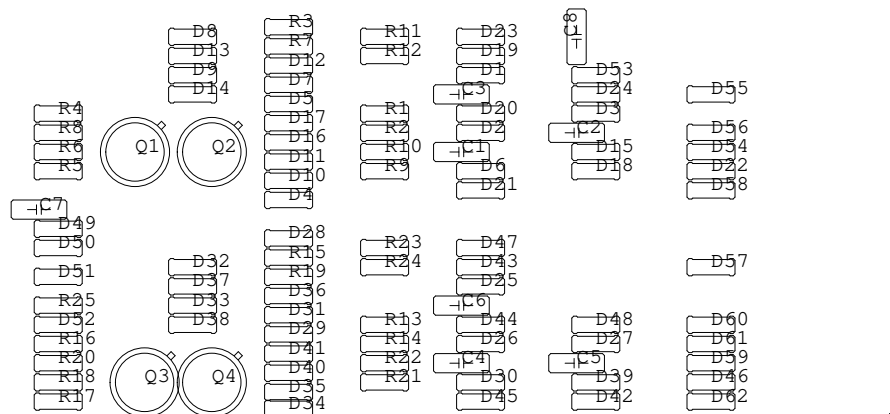 R3
D8 R11 D23 C8
R7
D13 R12 D19
D12
D9 D1 D53
D7
D14 C3 D24 D55
D5
R4 R1 D20 D3
D17
R8 R2 D2 C2 D56
D16
R6 Q1 Q2 R10 C1 D15 D54
D11
R5 R9 D6 D18 D22
D10
D21 D58
D4
C7
D49
D28
D50 R23 D47
R15
D32 R24 D43 D57
D51 R19
D37 D25
D36
R25 D33 C6
D31
D52 D38 R13 D44 D48 D60
D29
R16 R14 D26 D27 D61
D41
R20 R22 C4 C5 D59
D40
R18 Q3 Q4 R21 D30 D39 D46
D35
R17 D45 D42 D62
D34